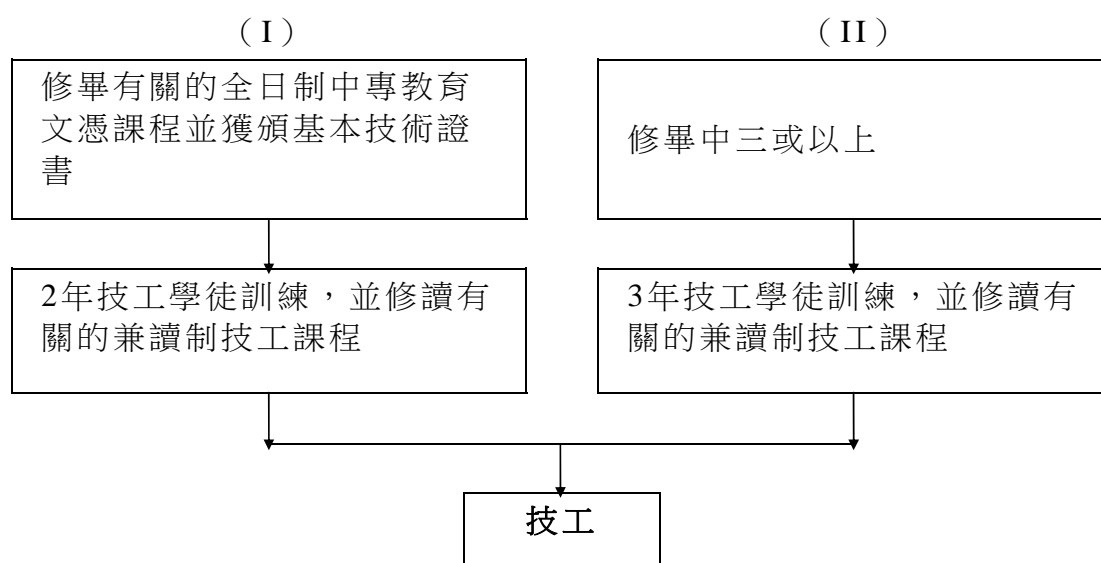 （I）
修畢有關的全日制中專教育
文憑課程並獲頒基本技術證
書
2年技工學徒訓練，並修讀有
關的兼讀制技工課程
（II）
修畢中三或以上
3年技工學徒訓練，並修讀有
關的兼讀制技工課程
技工